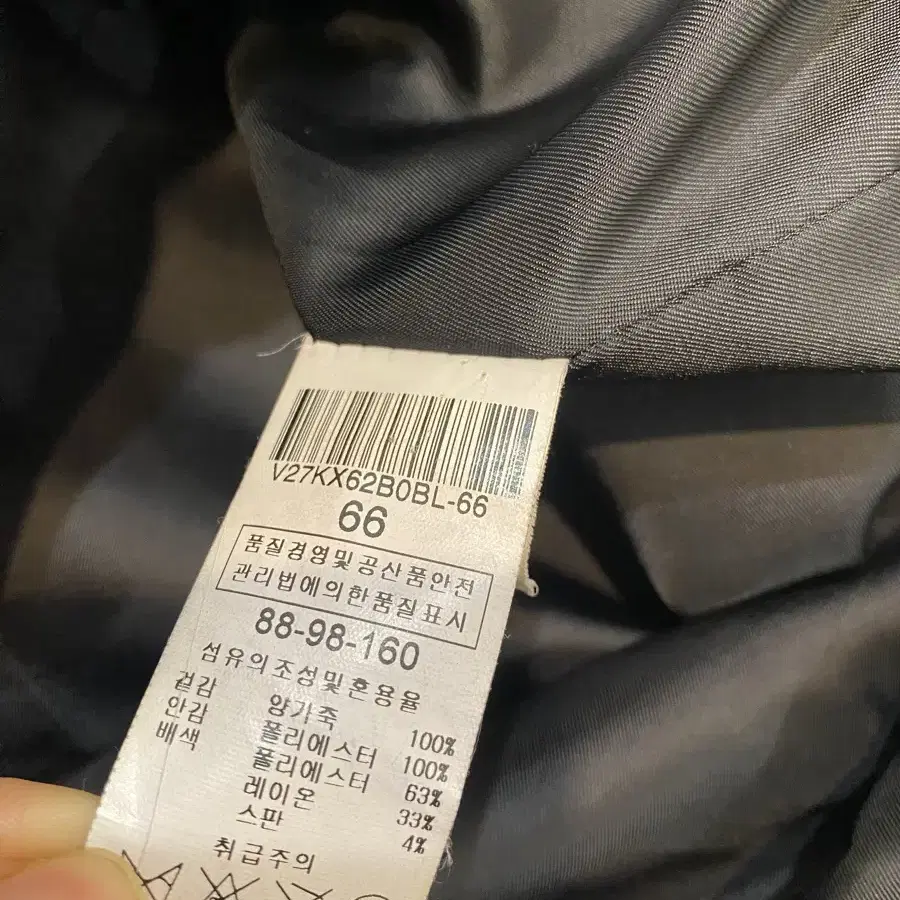 V27KX62B0BL-66
66
품질경영및공산품안전
관리법에의한품질표시
88-98-160
섬유의조성및혼용율
겉감 양가죽 100%
안감 폴리에스터 100%
배색 폴리에스터 63%
레이온 33%
스판 4%
취급주의